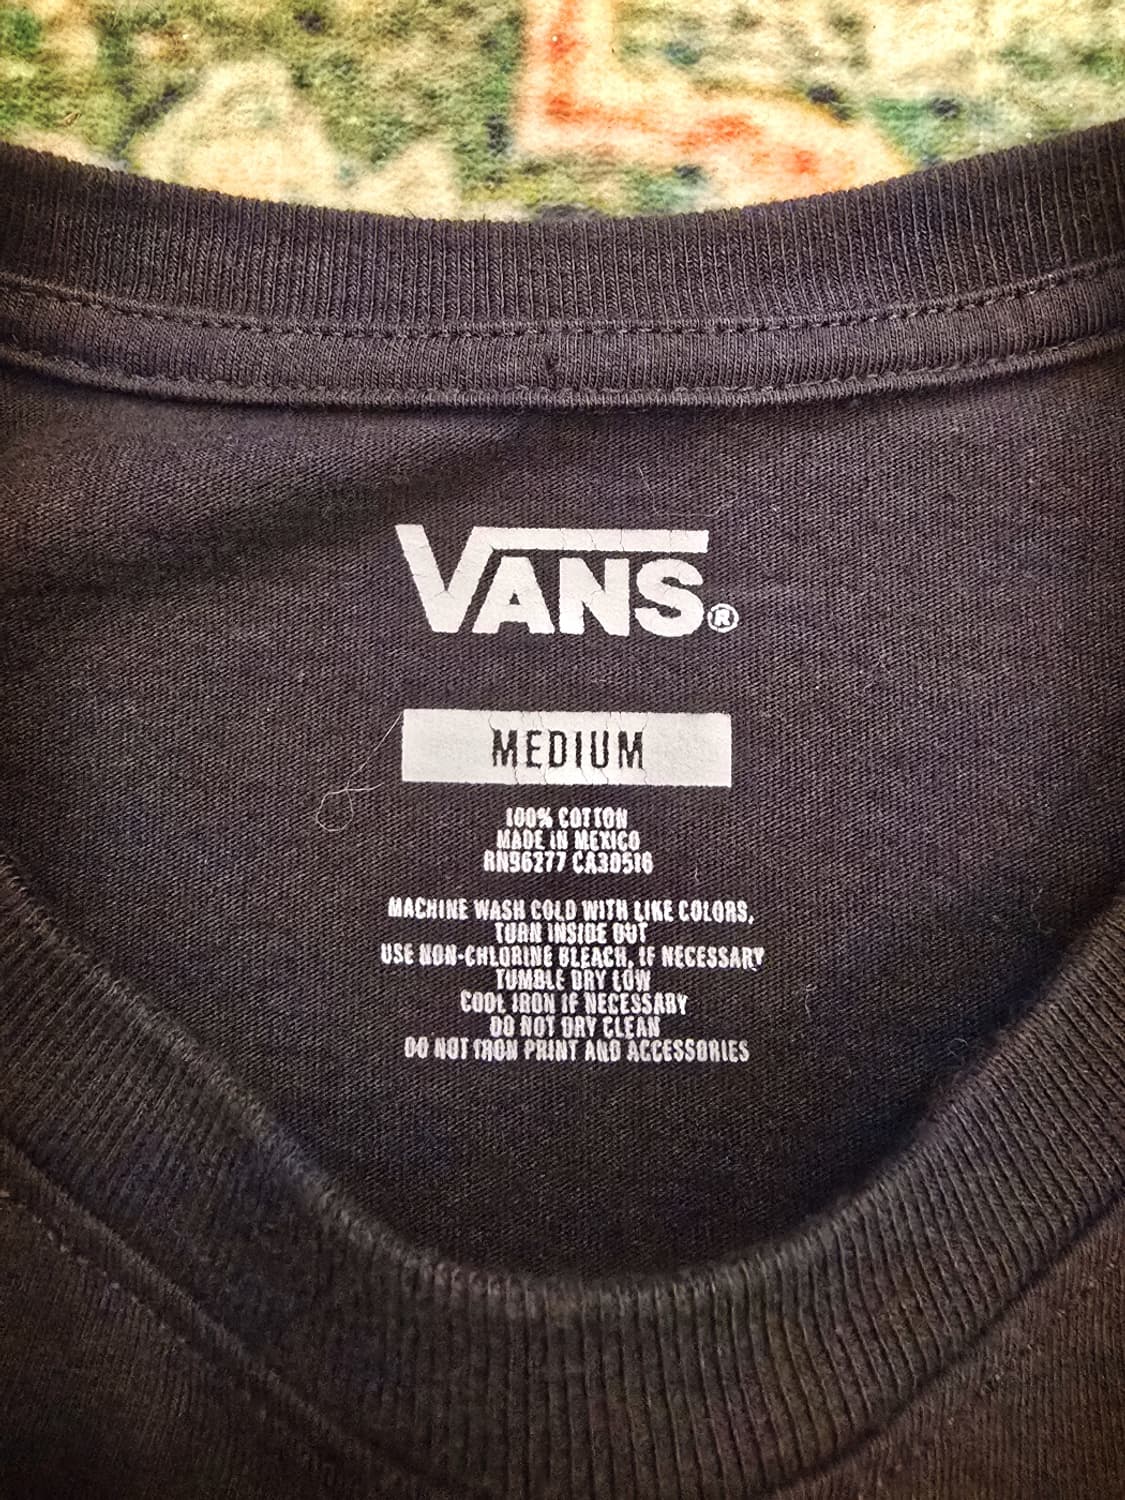 VANS®
MEDIUM
100% COTTON
MADE IN MEXICO
RN96277 CA30516
MACHINE WASH COLD WITH LIKE COLORS,
TURN INSIDE OUT
USE NON-CHLORINE BLEACH, IF NECESSARY
TUMBLE DRY LOW
COOL IRON IF NECESSARY
DO NOT DRY CLEAN
DO NOT IRON PRINT AND ACCESSORIES